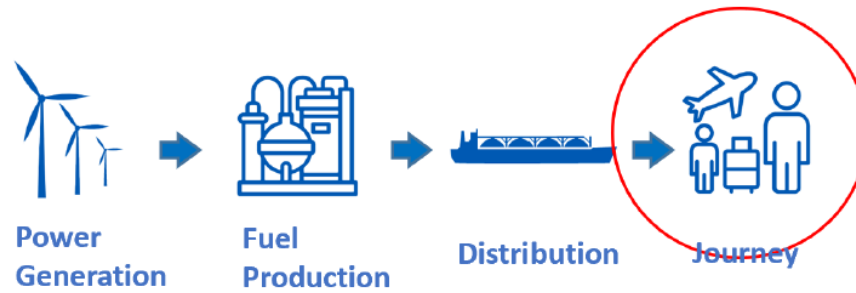 Power
Generation
Fuel
Production
Distribution
Journey